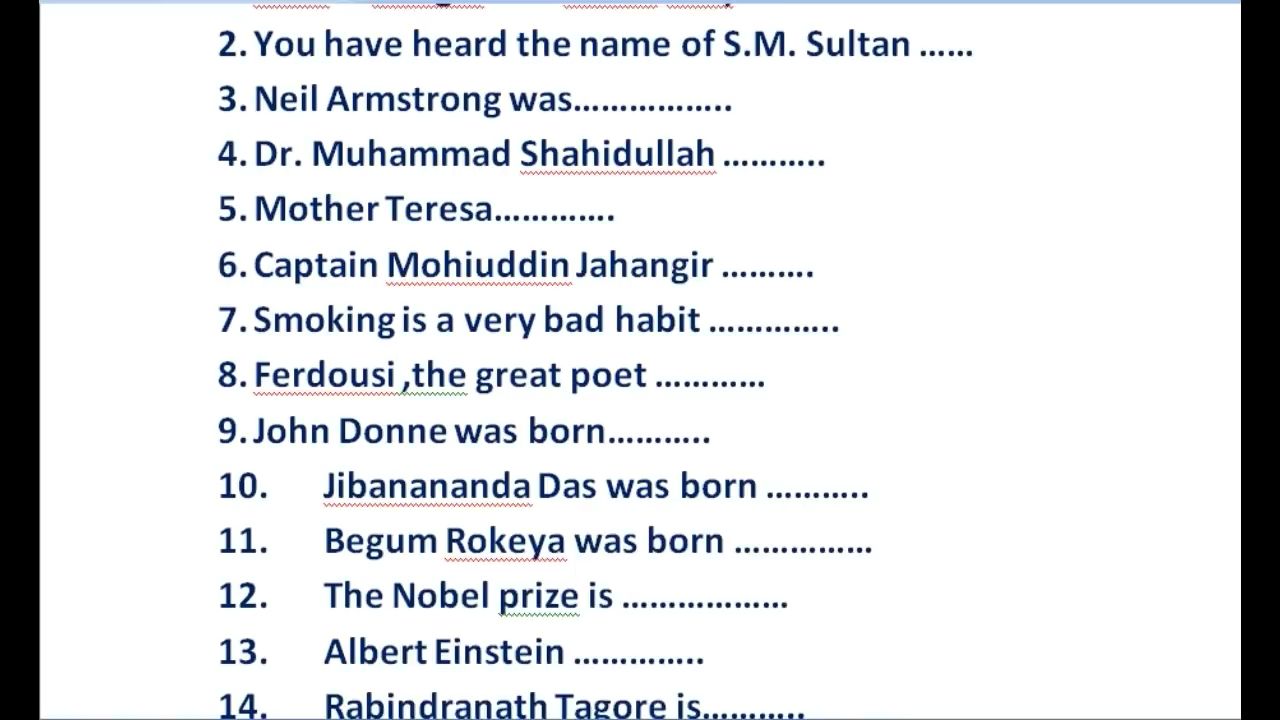 2. You have heard the name of S.M. Sultan ……
3. Neil Armstrong was……………..
4. Dr. Muhammad Shahidullah ………..
5. Mother Teresa………….
6. Captain Mohiuddin Jahangir ……….
7. Smoking is a very bad habit …………..
8. Ferdousi ,the great poet …………
9. John Donne was born………..
10. Jibanananda Das was born ………..
11. Begum Rokeya was born ……………
12. The Nobel prize is ………………
13. Albert Einstein …………..
14. Rabindranath Tagore is………..